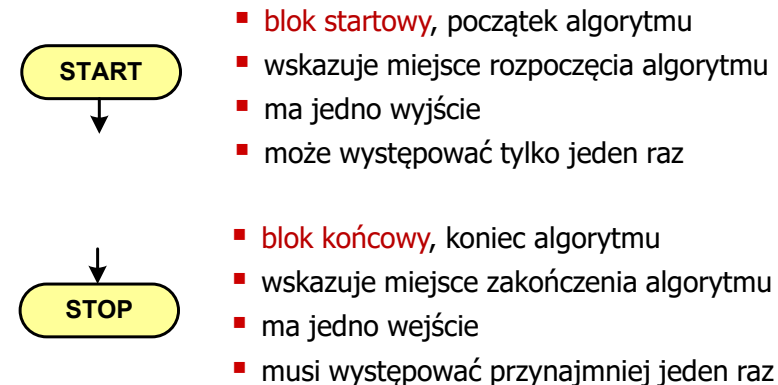 START
▪ blok startowy, początek algorytmu
▪ wskazuje miejsce rozpoczęcia algorytmu
▪ ma jedno wyjście
▪ może występować tylko jeden raz
STOP
▪ blok końcowy, koniec algorytmu
▪ wskazuje miejsce zakończenia algorytmu
▪ ma jedno wejście
▪ musi występować przynajmniej jeden raz